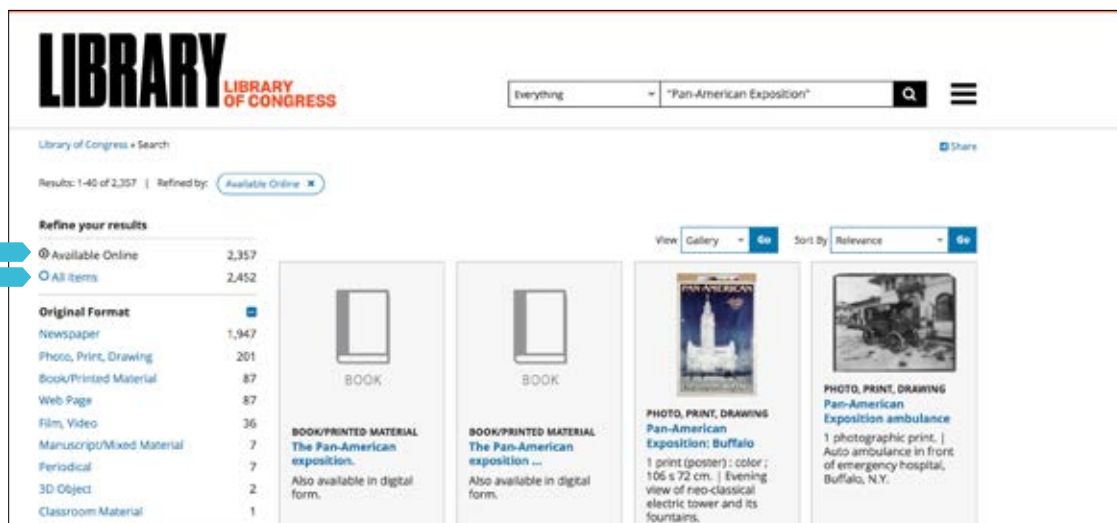 LIBRARY
LIBRARY
OF CONGRESS
Everything
"Pan-American Exposition"
Library of Congress » Search
Share
Results: 1-40 of 2,357 | Refined by: Available Online ×
Refine your results
Available Online 2,357
All Items 2,452
Original Format
Newspaper 1,947
Photo, Print, Drawing 201
Book/Printed Material 87
Web Page 87
Film, Video 36
Manuscript/Mixed Material 7
Periodical 7
3D Object 2
Classroom Material 1
View Gallery Go Sort By Relevance Go
BOOK
BOOK/PRINTED MATERIAL
The Pan-American
exposition.
Also available in digital
form.
BOOK
BOOK/PRINTED MATERIAL
The Pan-American
exposition ...
Also available in digital
form.
PAN-AMERICAN
PHOTO, PRINT, DRAWING
Pan-American
Exposition: Buffalo
1 print (poster) : color ;
106 s 72 cm. | Evening
view of neo-classical
electric tower and its
fountains.
PHOTO, PRINT, DRAWING
Pan-American
Exposition ambulance
1 photographic print. |
Auto ambulance in front
of emergency hospital,
Buffalo, N.Y.